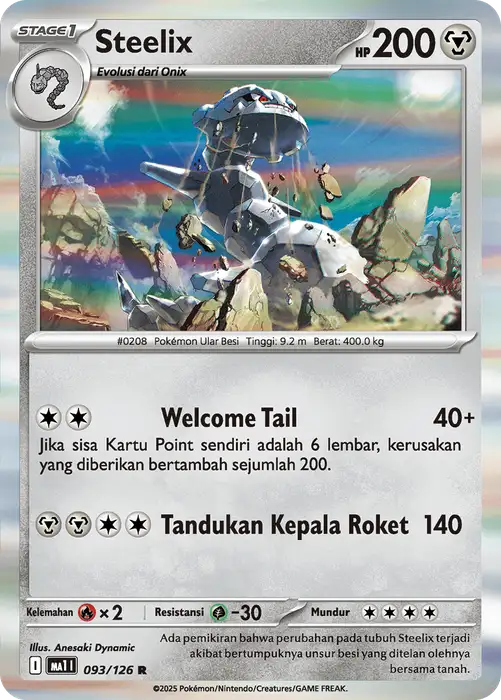 STAGE1
Steelix
HP 200
Evolusi dari Onix
#0208 Pokémon Ular Besi Tinggi: 9.2 m Berat: 400.0 kg
Welcome Tail 40+
Jika sisa Kartu Point sendiri adalah 6 lembar, kerusakan
yang diberikan bertambah sejumlah 200.
Tandukan Kepala Roket 140
Kelemahan ×2 Resistansi -30 Mundur
Illus. Anesaki Dynamic
Ada pemikiran bahwa perubahan pada tubuh Steelix terjadi
akibat bertumpuknya unsur besi yang ditelan olehnya
bersama tanah.
I MA1 I 093/126 R
©2025 Pokémon/Nintendo/Creatures/GAME FREAK.